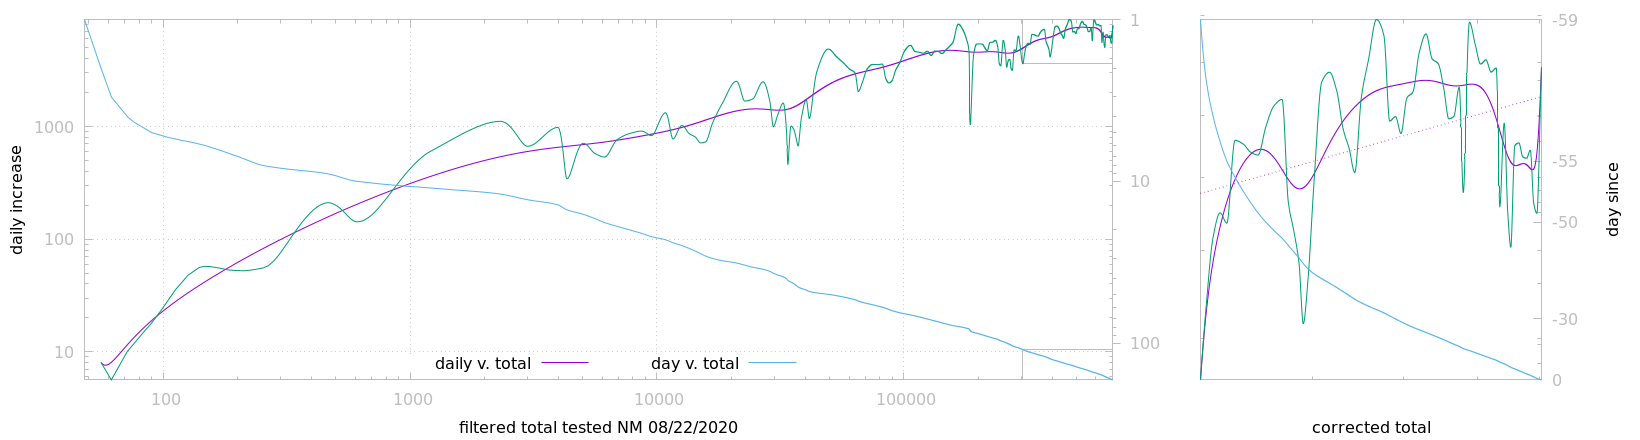 1
-59
1000
daily increase
-55
day since
10
-50
100
-30
10
daily v. total
day v. total
100
0
100
1000
10000
100000
filtered total tested NM 08/22/2020
corrected total